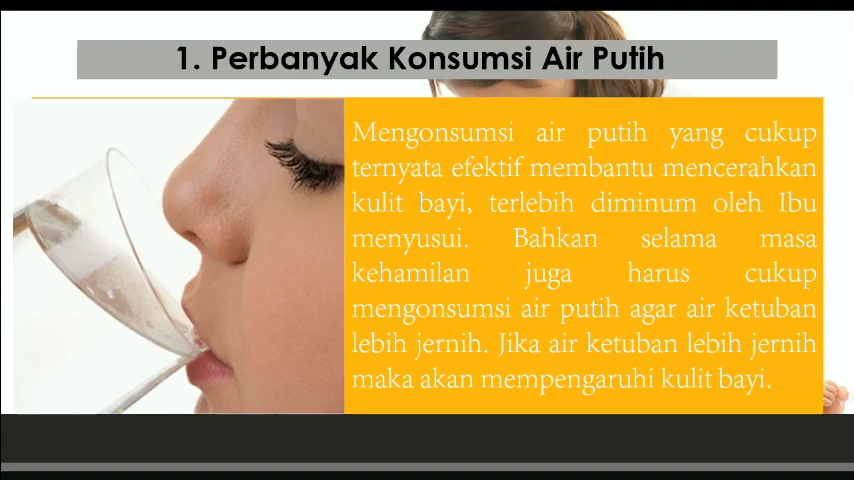 1. Perbanyak Konsumsi Air Putih
Mengonsumsi air putih yang cukup
ternyata efektif membantu mencerahkan
kulit bayi, terlebih diminum oleh Ibu
menyusui. Bahkan selama masa
kehamilan juga harus cukup
mengonsumsi air putih agar air ketuban
lebih jernih. Jika air ketuban lebih jernih
maka akan mempengaruhi kulit bayi.